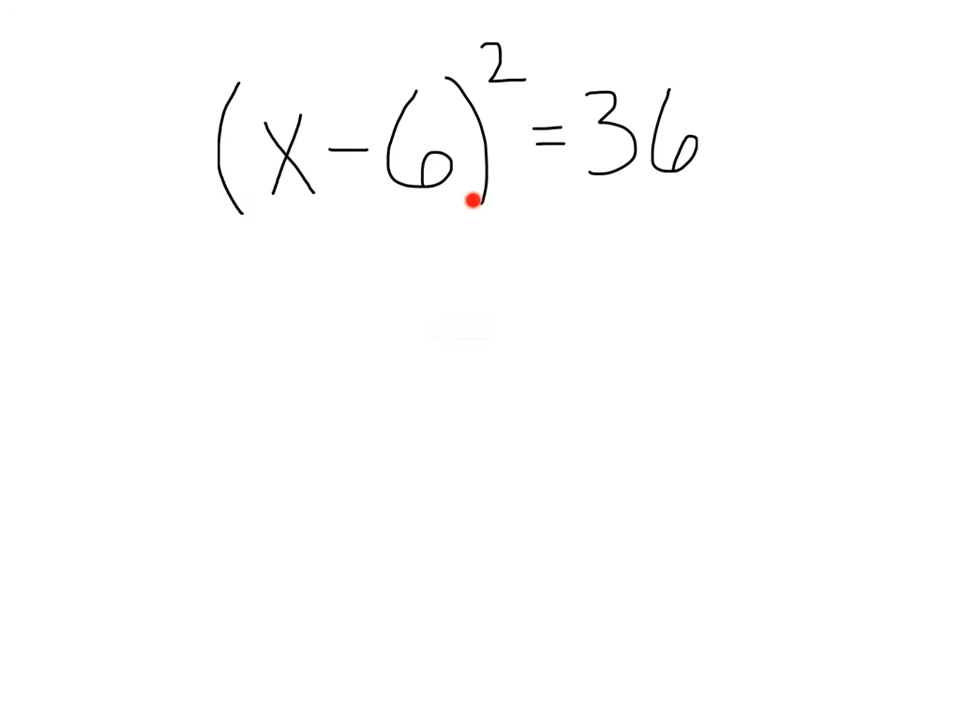 (x-6)² = 36